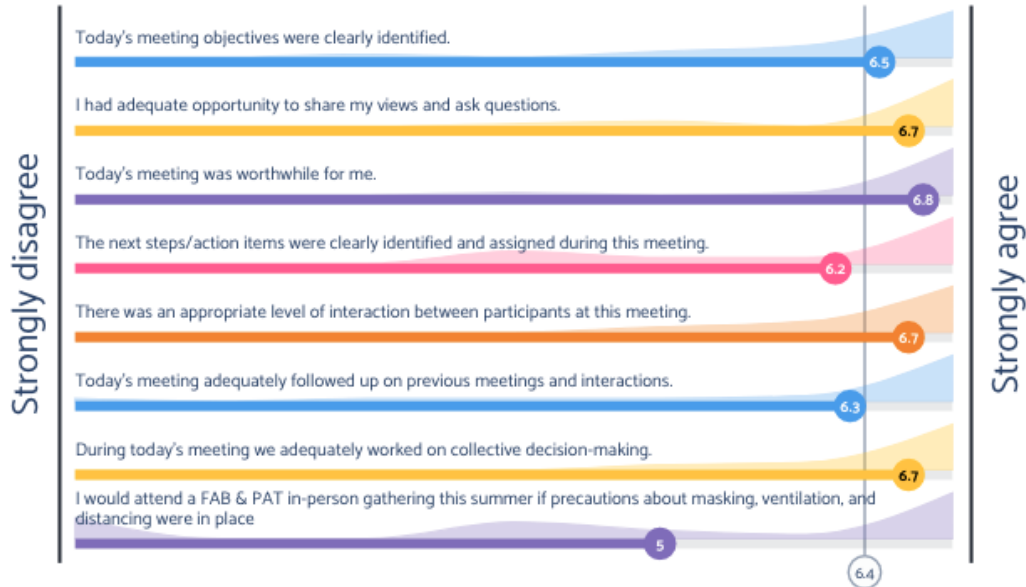 Strongly disagree
Today's meeting objectives were clearly identified.
6.5
I had adequate opportunity to share my views and ask questions.
6.7
Today's meeting was worthwhile for me.
6.8
The next steps/action items were clearly identified and assigned during this meeting.
6.2
There was an appropriate level of interaction between participants at this meeting.
6.7
Today's meeting adequately followed up on previous meetings and interactions.
6.3
During today's meeting we adequately worked on collective decision-making.
6.7
I would attend a FAB & PAT in-person gathering this summer if precautions about masking, ventilation, and
distancing were in place
5
6.4
Strongly agree